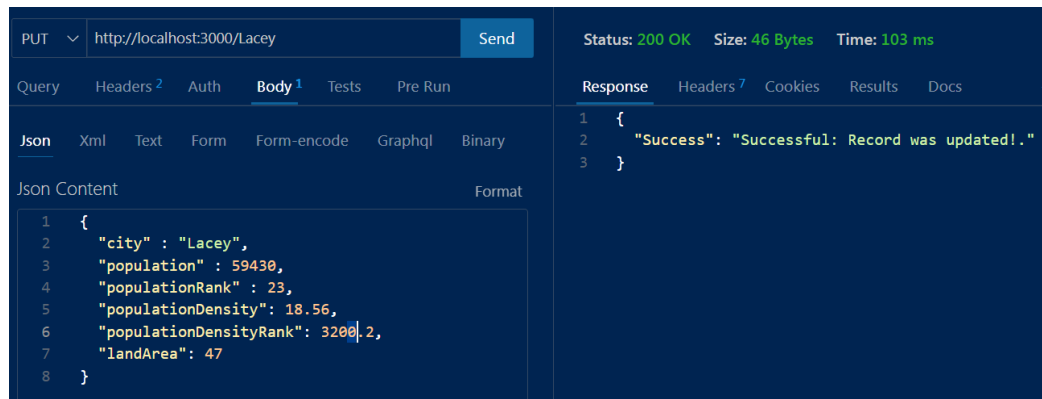 PUT http://localhost:3000/Lacey Send
Query Headers 2 Auth Body 1 Tests Pre Run
Json Xml Text Form Form-encode Graphql Binary
Json Content Format
1 {
2 "city" : "Lacey",
3 "population" : 59430,
4 "populationRank" : 23,
5 "populationDensity": 18.56,
6 "populationDensityRank": 3200.2,
7 "landArea": 47
8 }
Status: 200 OK Size: 46 Bytes Time: 103 ms
Response Headers 7 Cookies Results Docs
1 {
2 "Success": "Successful: Record was updated!."
3 }